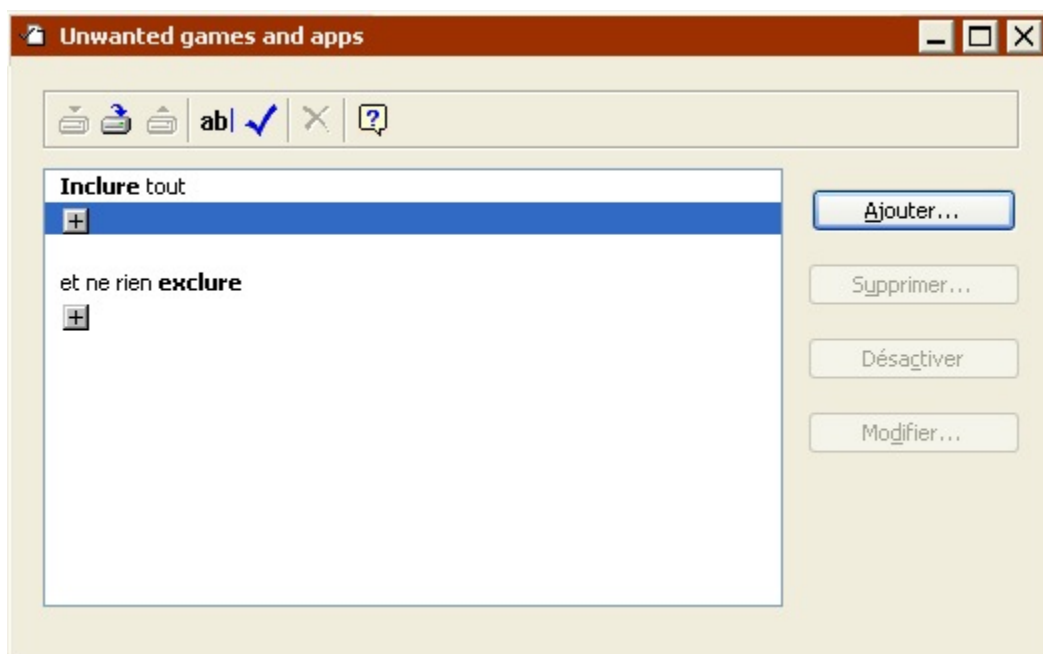 Unwanted games and apps
ab|
Inclure tout
et ne rien exclure
Ajouter...
Supprimer...
Désactiver
Modifier...